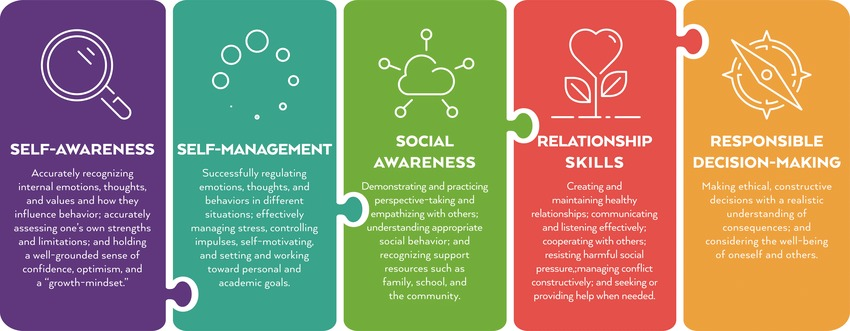 SELF-AWARENESS
Accurately recognizing
internal emotions, thoughts,
and values and how they
influence behavior; accurately
assessing one's own strengths
and limitations; and holding
a well-grounded sense of
confidence, optimism, and
a "growth-mindset."
SELF-MANAGEMENT
Successfully regulating
emotions, thoughts, and
behaviors in different
situations; effectively
managing stress, controlling
impulses, self-motivating,
and setting and working
toward personal and
academic goals.
SOCIAL
AWARENESS
Demonstrating and practicing
perspective-taking and
empathizing with others;
understanding appropriate
social behavior; and
recognizing support
resources such as
family, school, and
the community.
RELATIONSHIP
SKILLS
Creating and
maintaining healthy
relationships; communicating
and listening effectively;
cooperating with others;
resisting harmful social
pressure,;managing conflict
constructively; and seeking or
providing help when needed.
RESPONSIBLE
DECISION-MAKING
Making ethical, constructive
decisions with a realistic
understanding of
consequences; and
considering the well-being
of oneself and others.